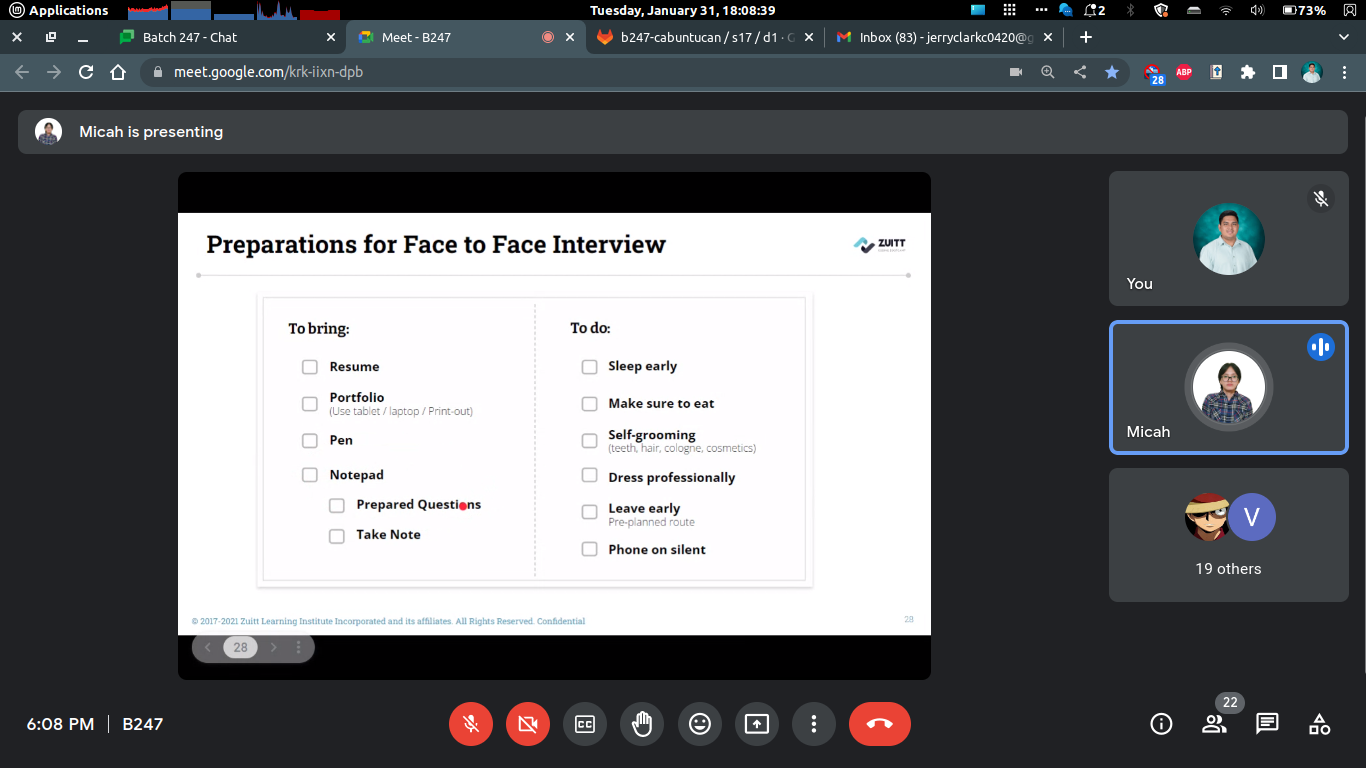 Applications
Tuesday, January 31, 18:08:39
2
73%
Batch 247 - Chat
Meet - B247
b247-cabuntucan / s17 / d1 · G
Inbox (83) - jerryclarkc0420@g
meet.google.com/krk-iixn-dpb
28
ABP
Micah is presenting
Preparations for Face to Face Interview
ZUITT
To bring:
Resume
Portfolio
(Use tablet / laptop / Print-out)
Pen
Notepad
Prepared Questions
Take Note
To do:
Sleep early
Make sure to eat
Self-grooming
(teeth, hair, cologne, cosmetics)
Dress professionally
Leave early
Pre-planned route
Phone on silent
© 2017-2021 Zuitt Learning Institute Incorporated and its affiliates. All Rights Reserved. Confidential
28
28
You
Micah
V
19 others
6:08 PM
B247
CC
22